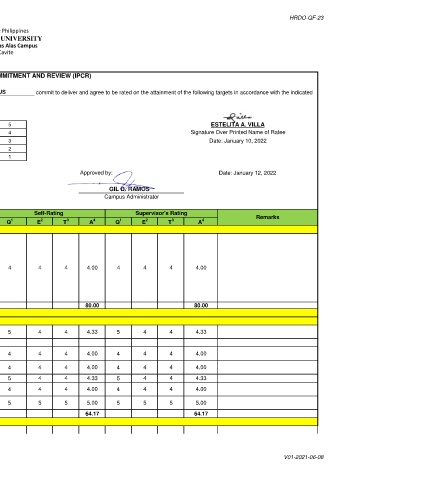 HRDO-QF-23
Philippines
UNIVERSITY
as Alas Campus
Cavite
MMITMENT AND REVIEW (IPCR)
US commit to deliver and agree to be rated on the attainment of the following targets in accordance with the indicated
5
4
3
2
1
ESTELITA A. VILLA
Signature Over Printed Name of Ratee
Date: January 10, 2022
Approved by:
Date: January 12, 2022
GIL D. RAMOS
Campus Administrator
Self-Rating Supervisor's Rating Remarks
Q¹ E² T³ A⁴ Q¹ E² T³ A⁴
4 4 4 4.00 4 4 4 4.00
80.00 80.00
5 4 4 4.33 5 4 4 4.33
4 4 4 4.00 4 4 4 4.00
4 4 4 4.00 4 4 4 4.00
5 4 4 4.33 5 4 4 4.33
4 4 4 4.00 4 4 4 4.00
5 5 5 5.00 5 5 5 5.00
64.17 64.17
V01-2021-06-08